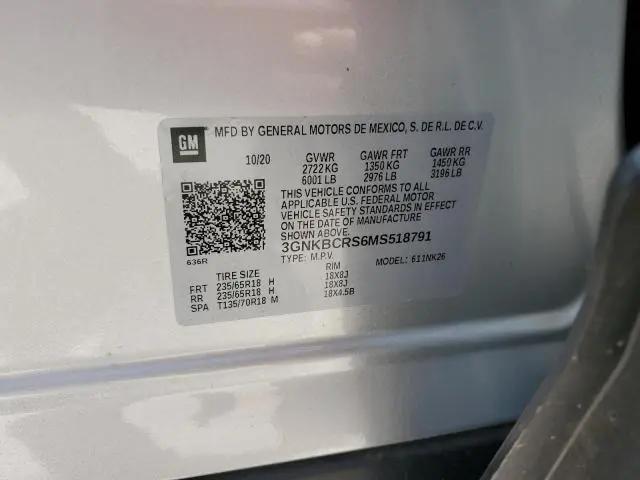 GM
MFD BY GENERAL MOTORS DE MEXICO, S. DE R.L. DE C.V.
10/20 GVWR GAWR FRT GAWR RR
2722 KG 1350 KG 1450 KG
6001 LB 2976 LB 3196 LB
THIS VEHICLE CONFORMS TO ALL
APPLICABLE U.S. FEDERAL MOTOR
VEHICLE SAFETY STANDARDS IN EFFECT
ON THE DATE OF MANUFACTURE
SHOWN ABOVE.
3GNKBCRS6MS518791
636R TYPE: M.P.V. MODEL: 611NK26
TIRE SIZE RIM
FRT 235/65R18 H 18X8J
RR 235/65R18 H 18X8J
SPA T135/70R18 M 18X4.5B